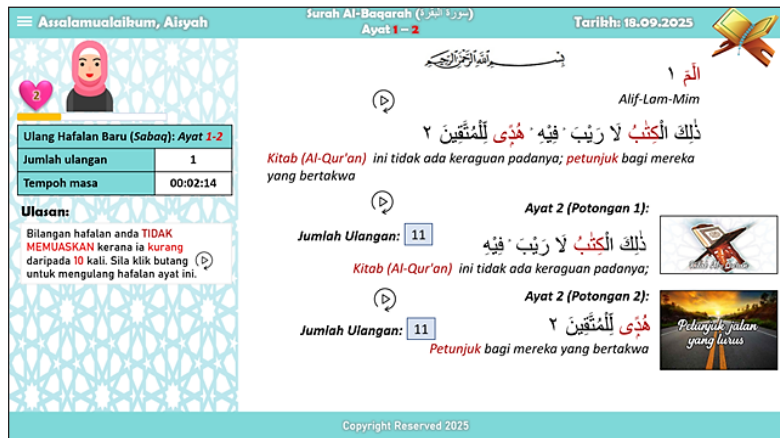 Assalamualaikum, Aisyah
Surah Al-Baqarah (سورة البقرة)
Ayat 1 – 2
Tarikh: 18.09.2025
2
Ulang Hafalan Baru (Sabaq): Ayat 1-2
Jumlah ulangan 1
Tempoh masa 00:02:14
Ulasan:
Bilangan hafalan anda TIDAK
MEMUASKAN kerana ia kurang
daripada 10 kali. Sila klik butang
untuk mengulang hafalan ayat ini.
بِسْمِ اللَّهِ الرَّحْمَٰنِ الرَّحِيمِ
الٓمٓ ١
Alif-Lam-Mim
ذَٰلِكَ الْكِتَٰبُ لَا رَيْبَ ۛ فِيْهِ ۛ هُدًى لِّلْمُتَّقِيْنَ ٢
Kitab (Al-Qur'an) ini tidak ada keraguan padanya; petunjuk bagi mereka
yang bertakwa
Ayat 2 (Potongan 1):
Jumlah Ulangan: 11
ذَٰلِكَ الْكِتَٰبُ لَا رَيْبَ ۛ فِيْهِ
Kitab (Al-Qur'an) ini tidak ada keraguan padanya;
Ayat 2 (Potongan 2):
Jumlah Ulangan: 11
هُدًى لِّلْمُتَّقِيْنَ ٢
Petunjuk bagi mereka yang bertakwa
Petunjuk jalan
yang lurus
Copyright Reserved 2025